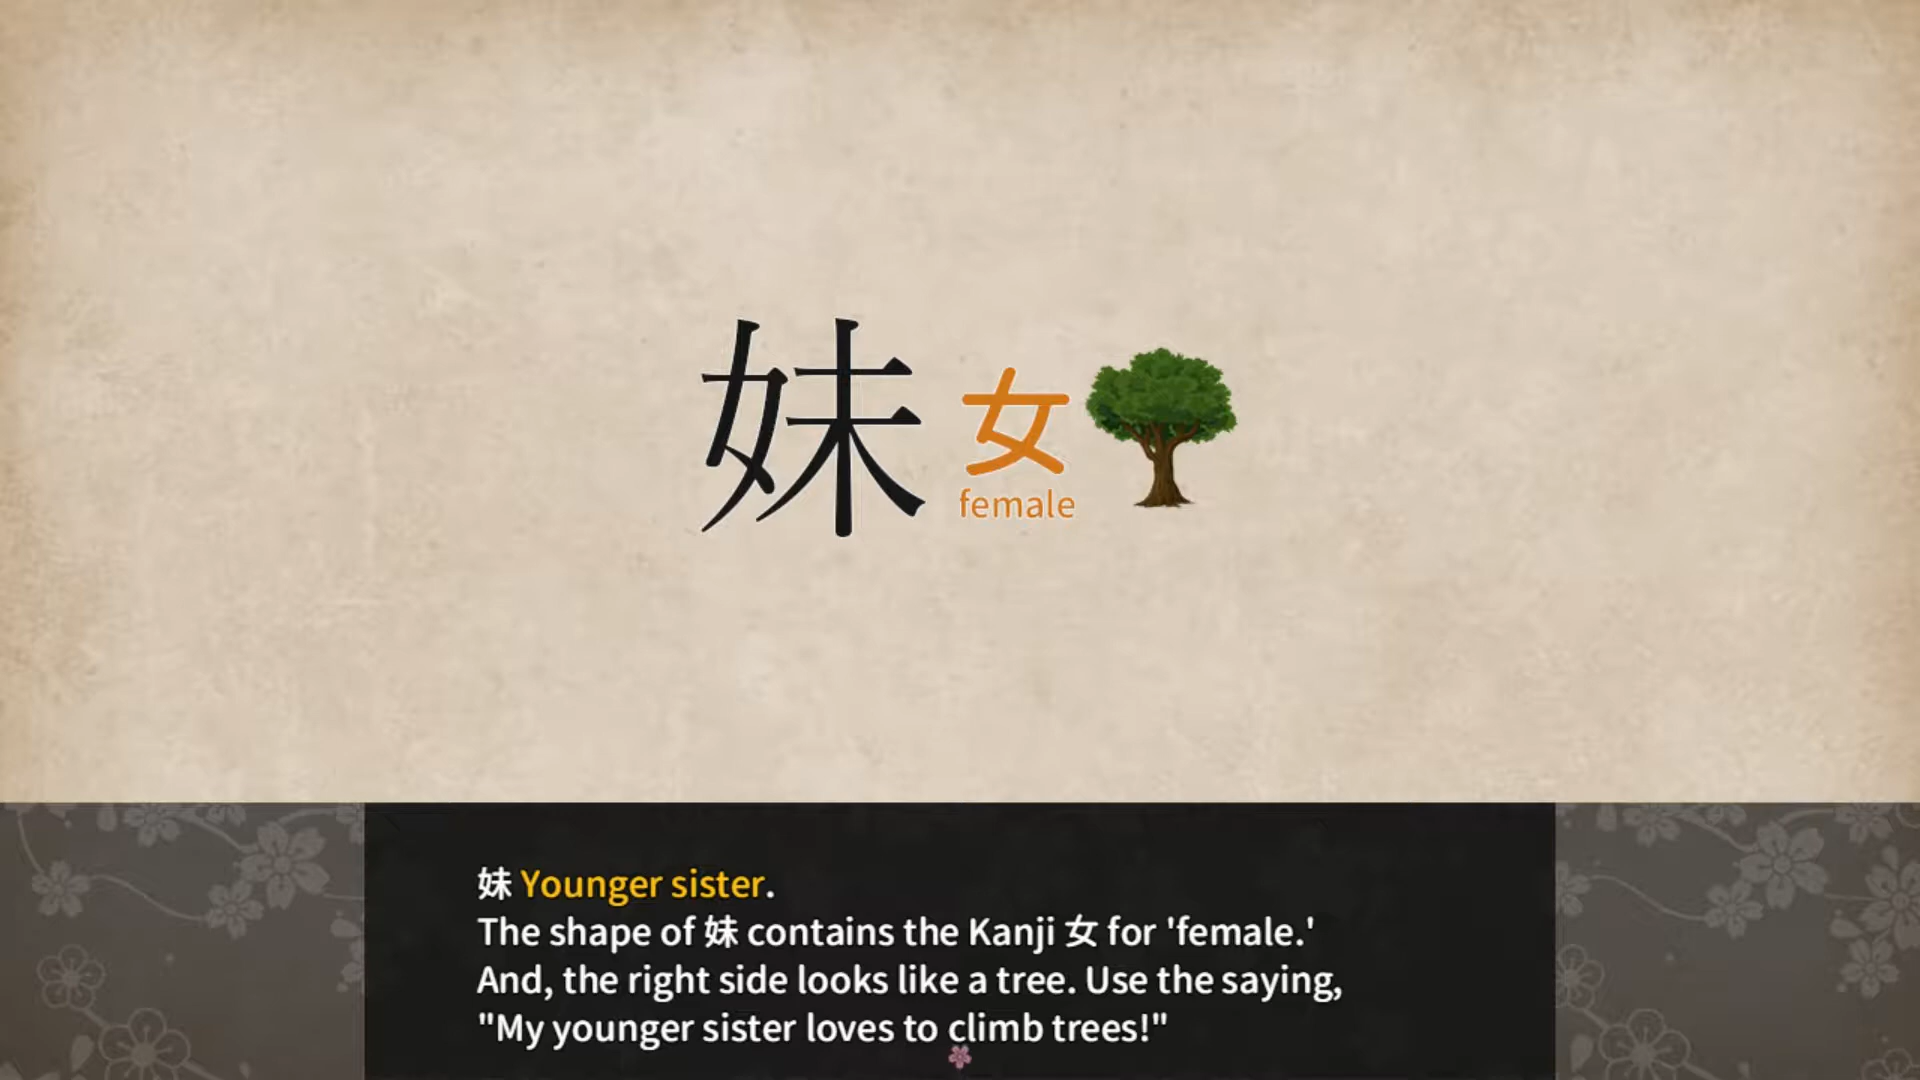 妹 女
female
妹 Younger sister.
The shape of 妹 contains the Kanji 女 for 'female.'
And, the right side looks like a tree. Use the saying,
"My younger sister loves to climb trees!"